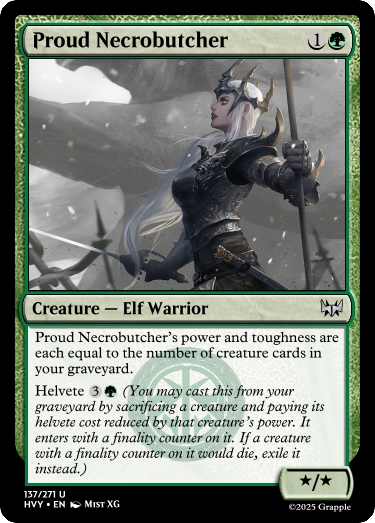 Proud Necrobutcher 1
Creature — Elf Warrior
Proud Necrobutcher's power and toughness are
each equal to the number of creature cards in
your graveyard.
Helvete 3 (You may cast this from your
graveyard by sacrificing a creature and paying its
helvete cost reduced by that creature's power. It
enters with a finality counter on it. If a creature
with a finality counter on it would die, exile it
instead.)
*/*
137/271 U
HVY • EN Mist XG
©2025 Grapple